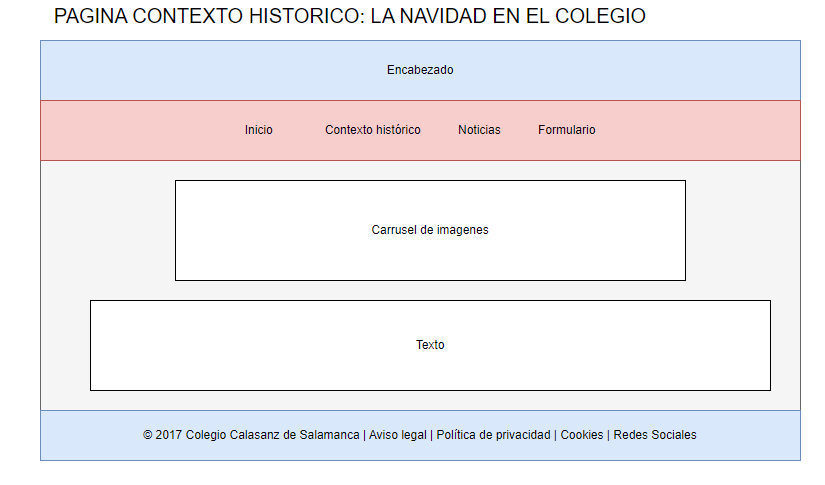 PAGINA CONTEXTO HISTORICO: LA NAVIDAD EN EL COLEGIO
Encabezado
Inicio Contexto histórico Noticias Formulario
Carrusel de imagenes
Texto
© 2017 Colegio Calasanz de Salamanca | Aviso legal | Política de privacidad | Cookies | Redes Sociales